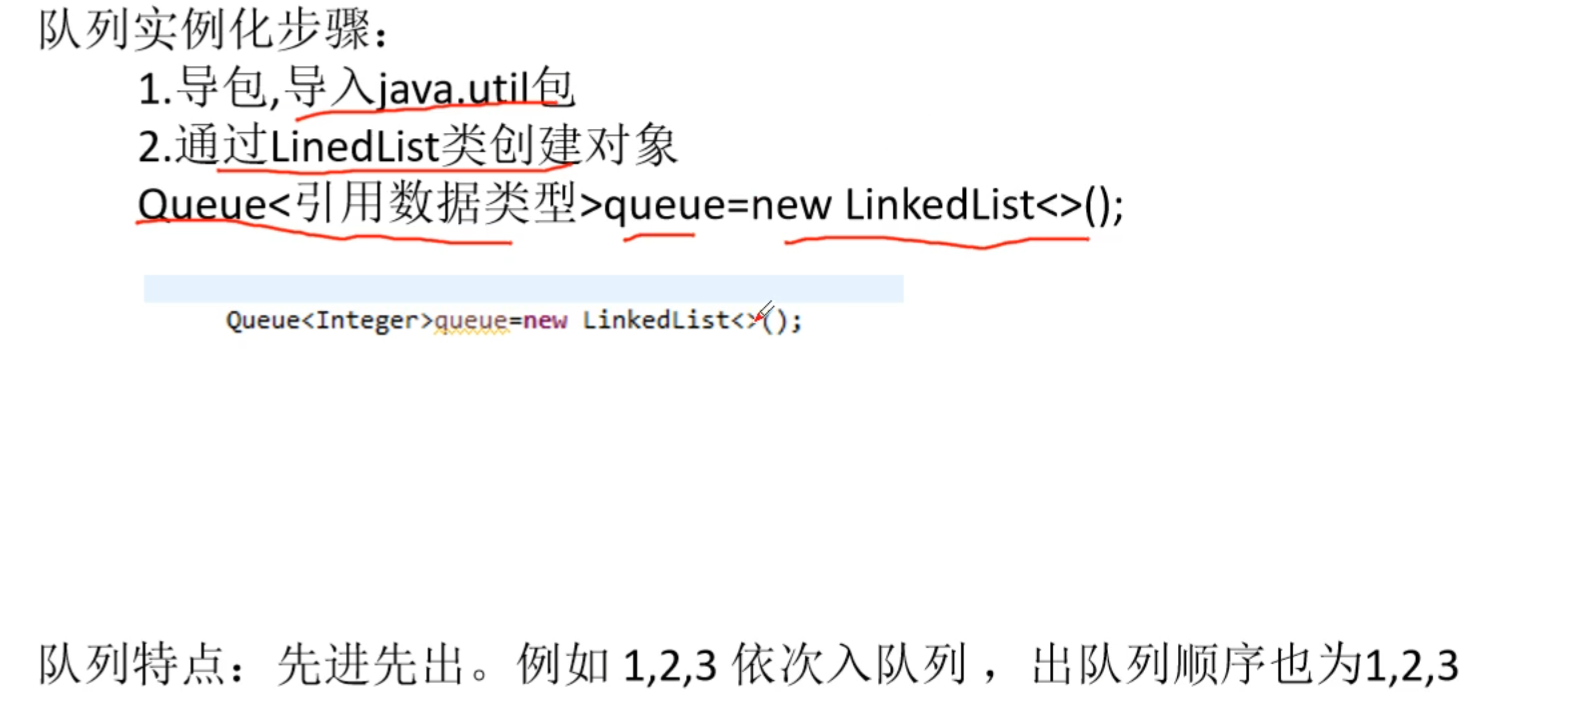 队列实例化步骤：
1.导包,导入java.util包
2.通过LinedList类创建对象
Queue<引用数据类型>queue=new LinkedList<>();
Queue<Integer>queue=new LinkedList<>();
队列特点：先进先出。例如 1,2,3 依次入队列 ，出队列顺序也为1,2,3